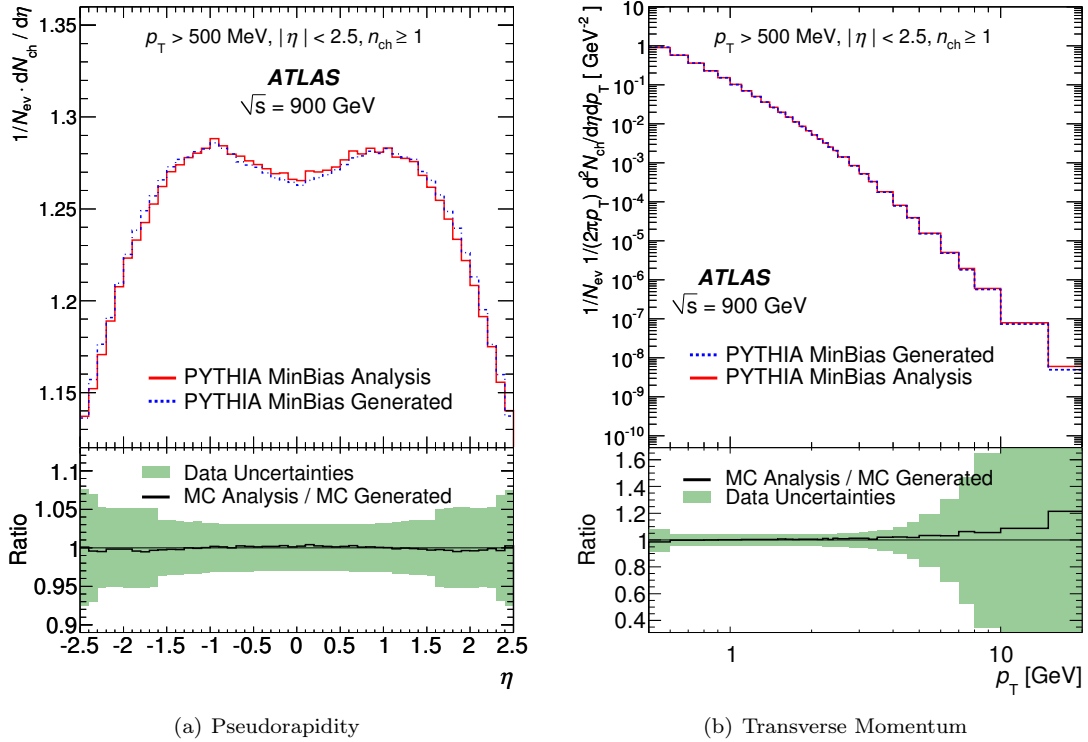 1/N_ev · dN_ch / dη
1.35
1.3
1.25
1.2
1.15
p_T > 500 MeV, | η | < 2.5, n_ch ≥ 1
ATLAS
√s = 900 GeV
PYTHIA MinBias Analysis
PYTHIA MinBias Generated
Ratio
1.1
1.05
1
0.95
0.9
Data Uncertainties
MC Analysis / MC Generated
-2.5 -2 -1.5 -1 -0.5 0 0.5 1 1.5 2 2.5
η
(a) Pseudorapidity
1/N_ev 1/(2πp_T) d²N_ch/dηdp_T [ GeV⁻²]
10
1
10⁻¹
10⁻²
10⁻³
10⁻⁴
10⁻⁵
10⁻⁶
10⁻⁷
10⁻⁸
10⁻⁹
10⁻¹⁰
p_T > 500 MeV, | η | < 2.5, n_ch ≥ 1
ATLAS
√s = 900 GeV
PYTHIA MinBias Generated
PYTHIA MinBias Analysis
Ratio
1.6
1.4
1.2
1
0.8
0.6
0.4
MC Analysis / MC Generated
Data Uncertainties
1 10
p_T [GeV]
(b) Transverse Momentum